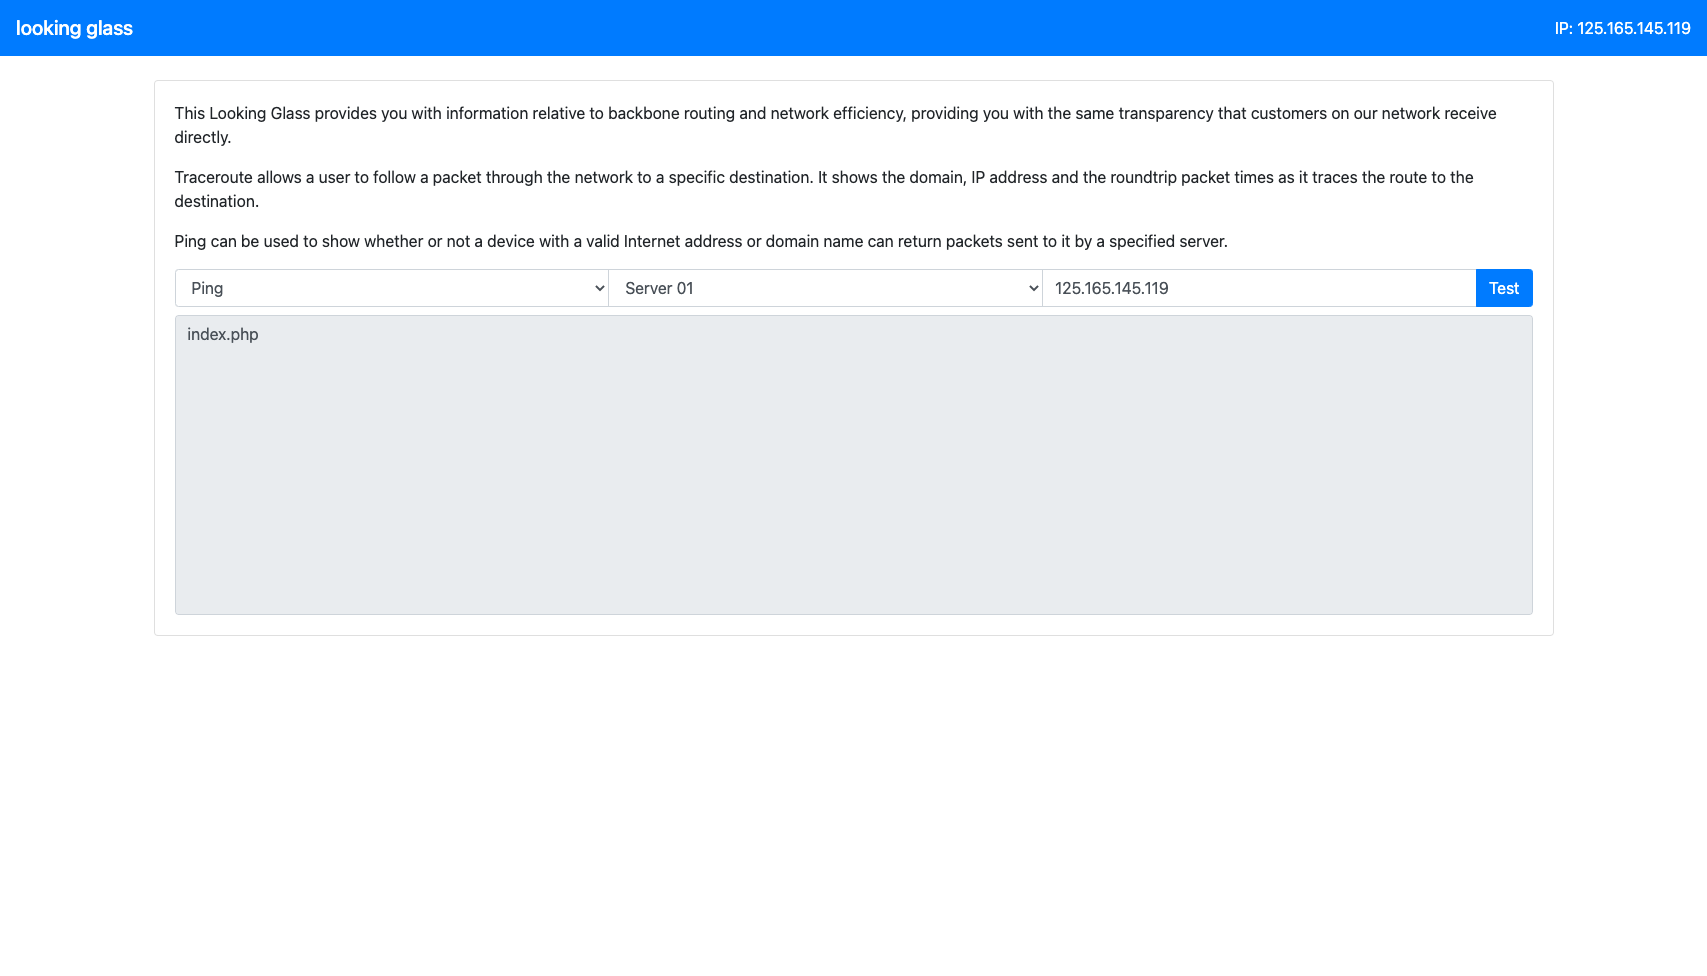 looking glass
IP: 125.165.145.119
This Looking Glass provides you with information relative to backbone routing and network efficiency, providing you with the same transparency that customers on our network receive
directly.
Traceroute allows a user to follow a packet through the network to a specific destination. It shows the domain, IP address and the roundtrip packet times as it traces the route to the
destination.
Ping can be used to show whether or not a device with a valid Internet address or domain name can return packets sent to it by a specified server.
Ping
Server 01
125.165.145.119
Test
index.php